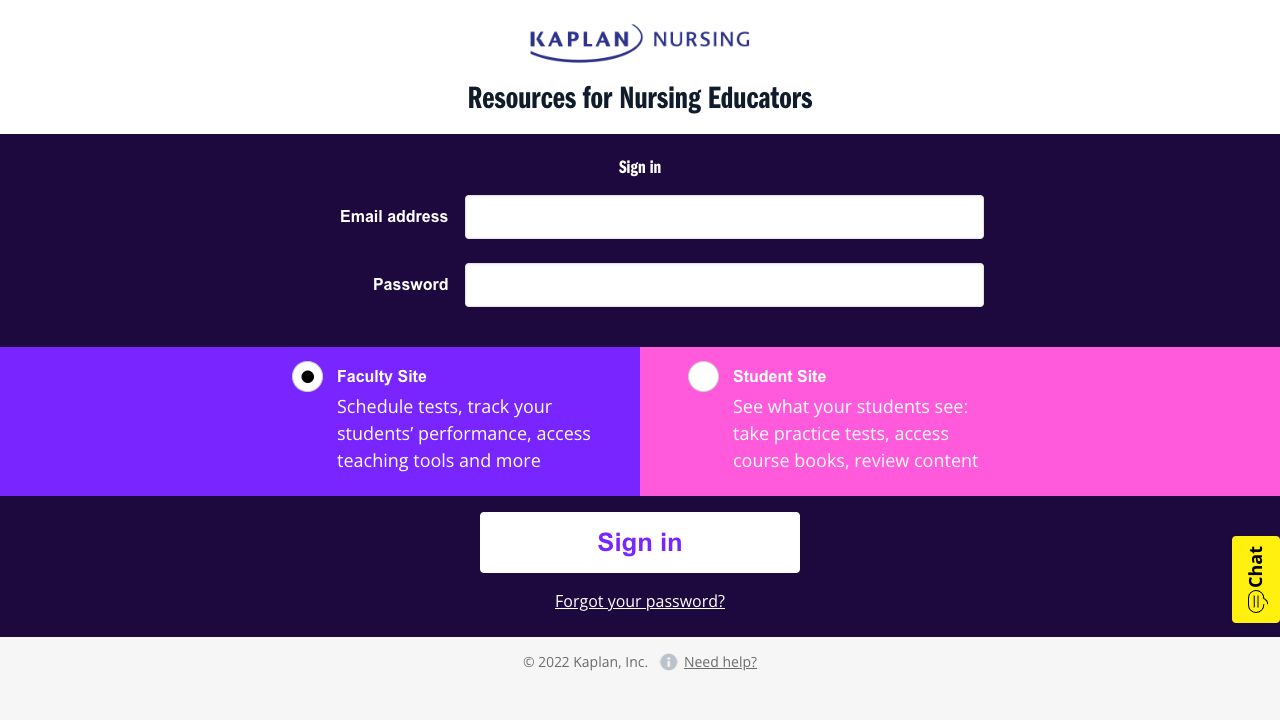 KAPLAN NURSING
Resources for Nursing Educators
Sign in
Email address
Password
Faculty Site
Schedule tests, track your
students’ performance, access
teaching tools and more
Student Site
See what your students see:
take practice tests, access
course books, review content
Sign in
Forgot your password?
Chat
© 2022 Kaplan, Inc.
Need help?